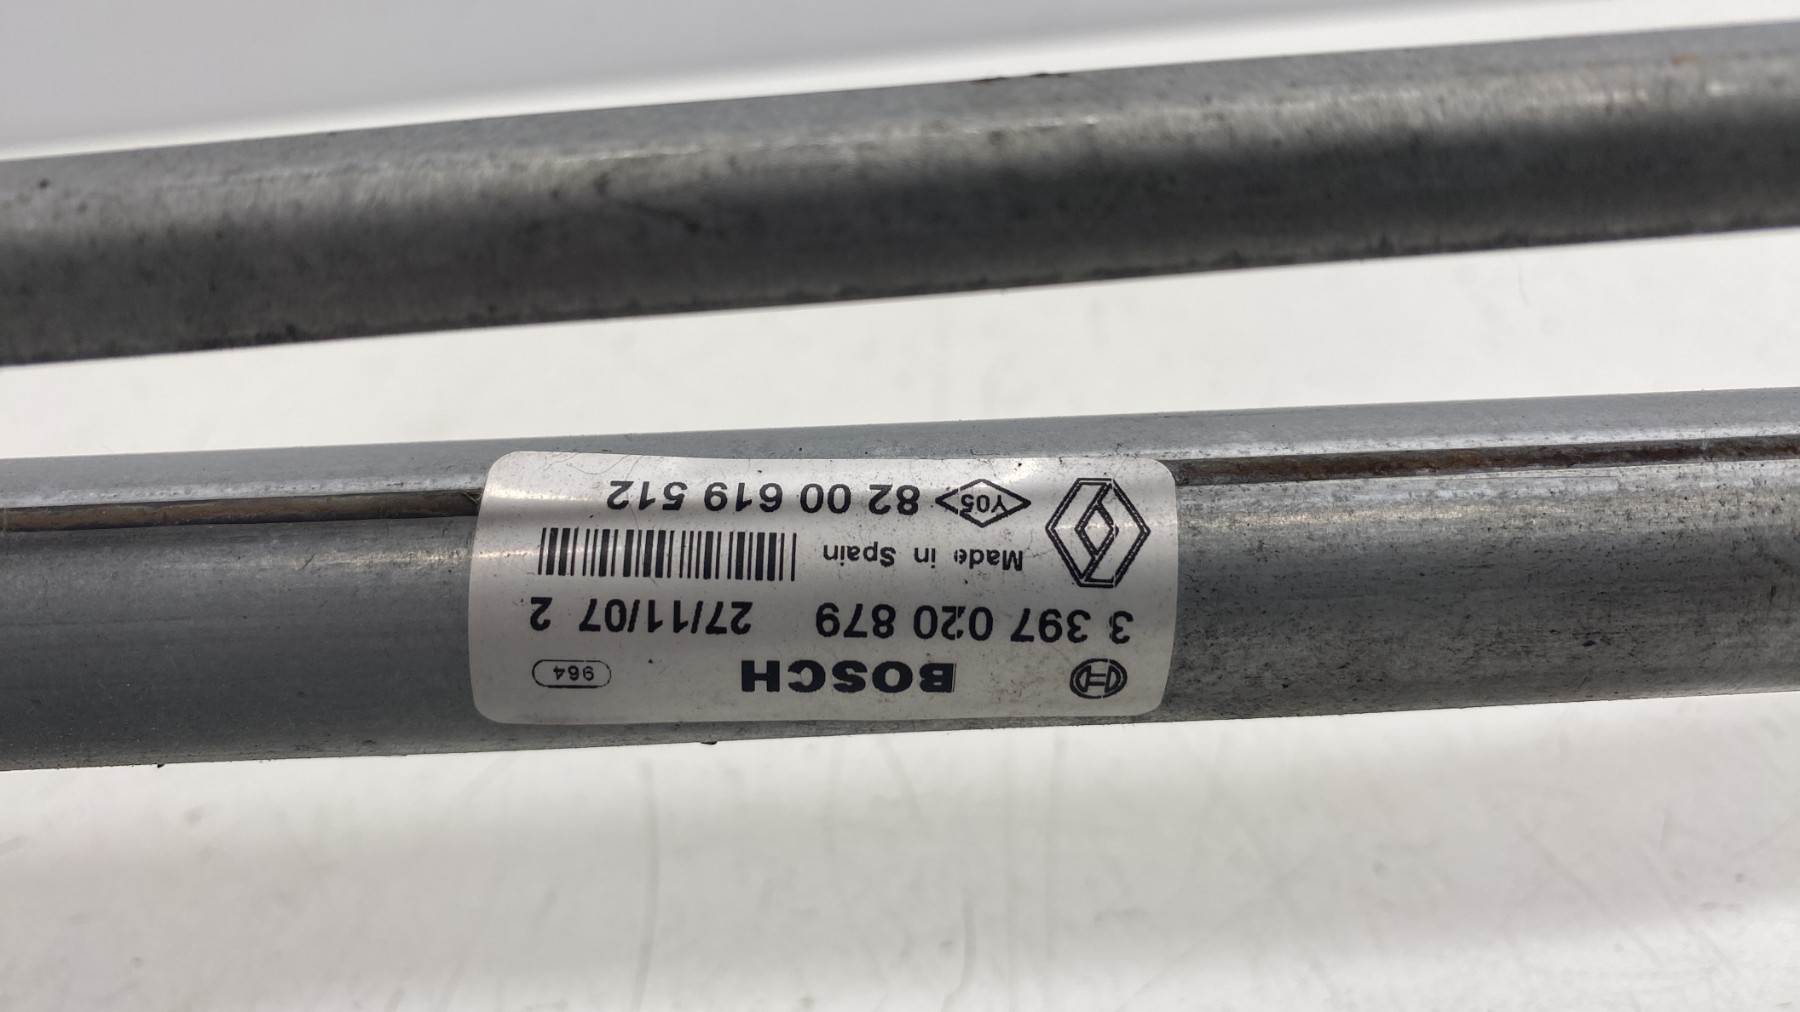 BOSCH 964
3 397 020 879 27/11/07 2
Made in Spain
Y05 82 00 619 512